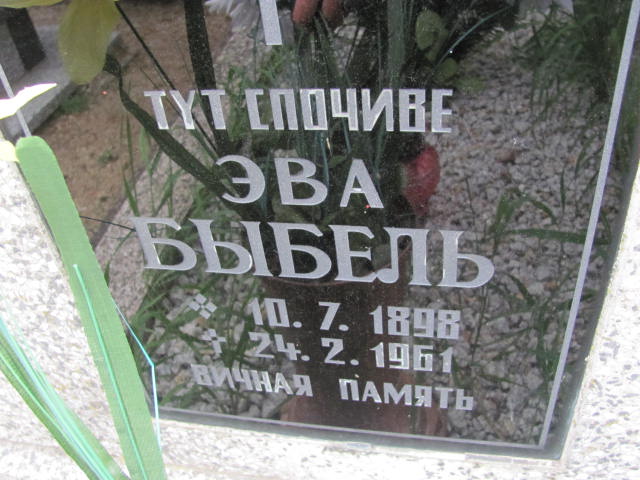 ТУТ СПОЧИВЕ
ЭВА
БЫБЕЛЬ
10. 7. 1898
† 24. 2. 1961
ВИЧНАЯ ПАМЯТЬ